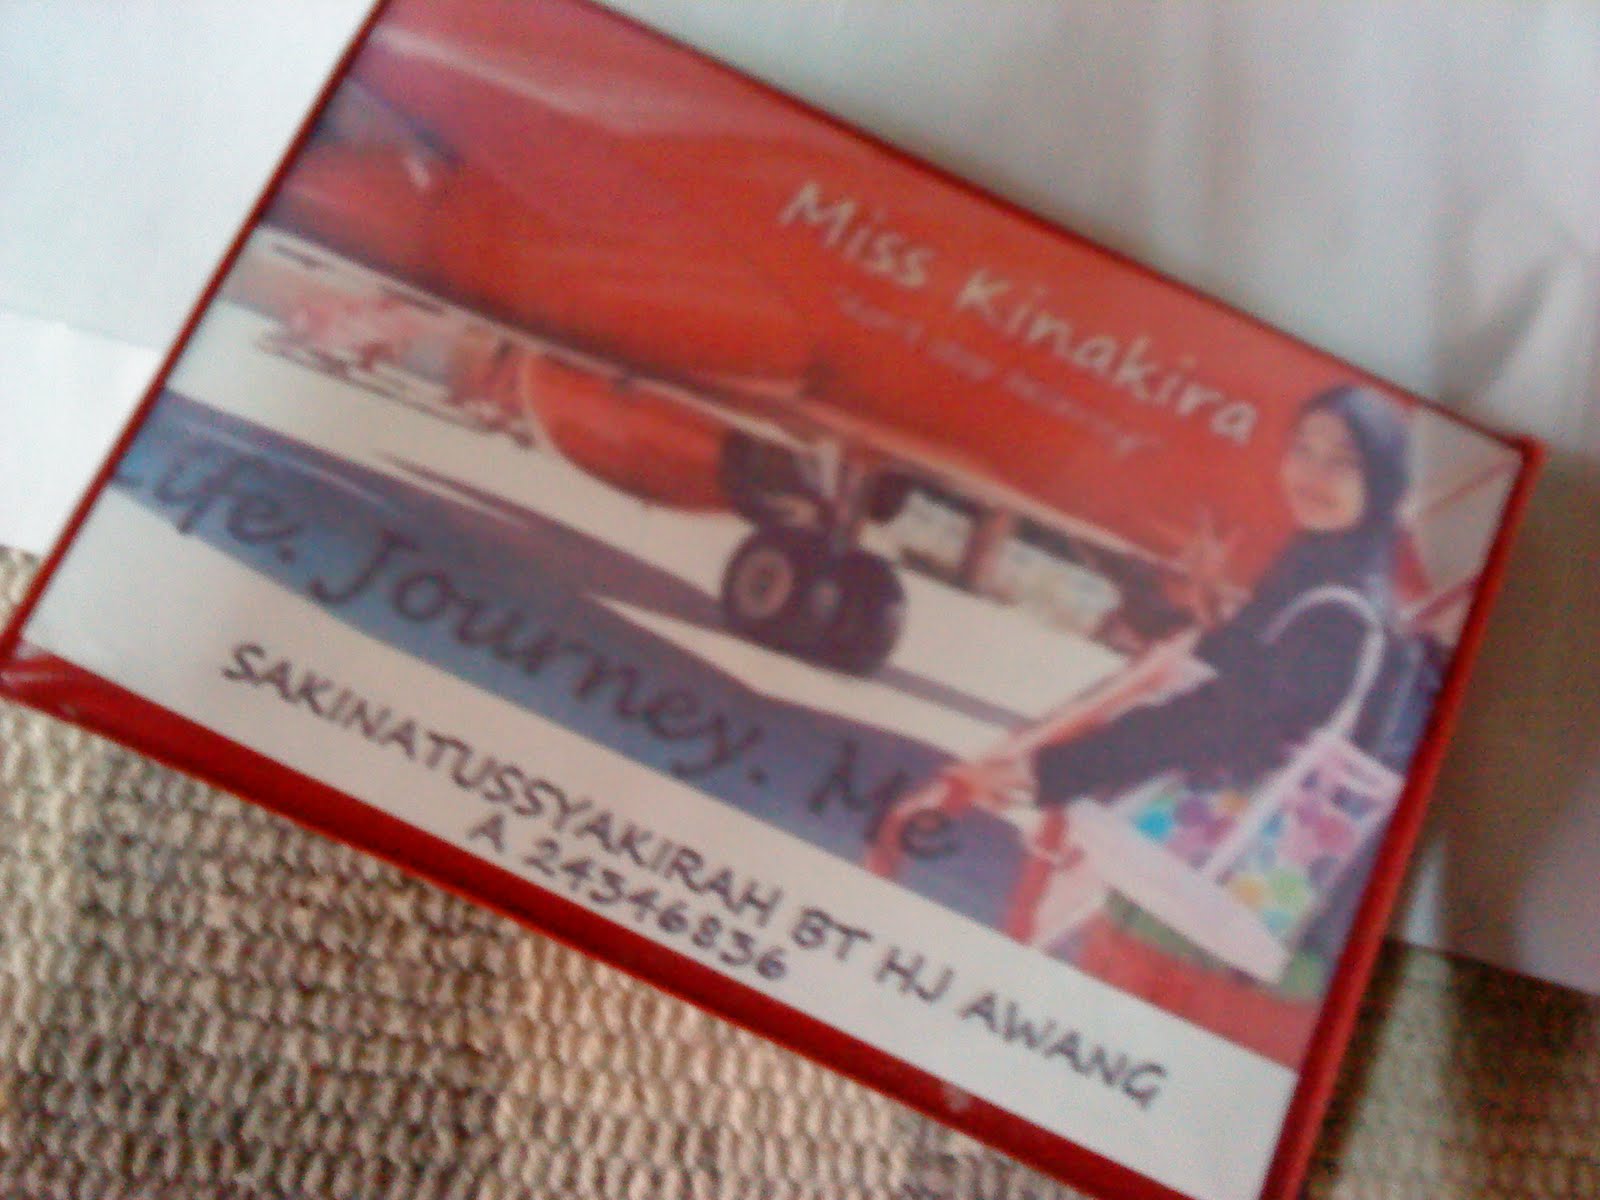 Miss Kinakira
Life. Journey. Me
SAKINATUSSYAKIRAH BT HJ AWANG
A 24346836